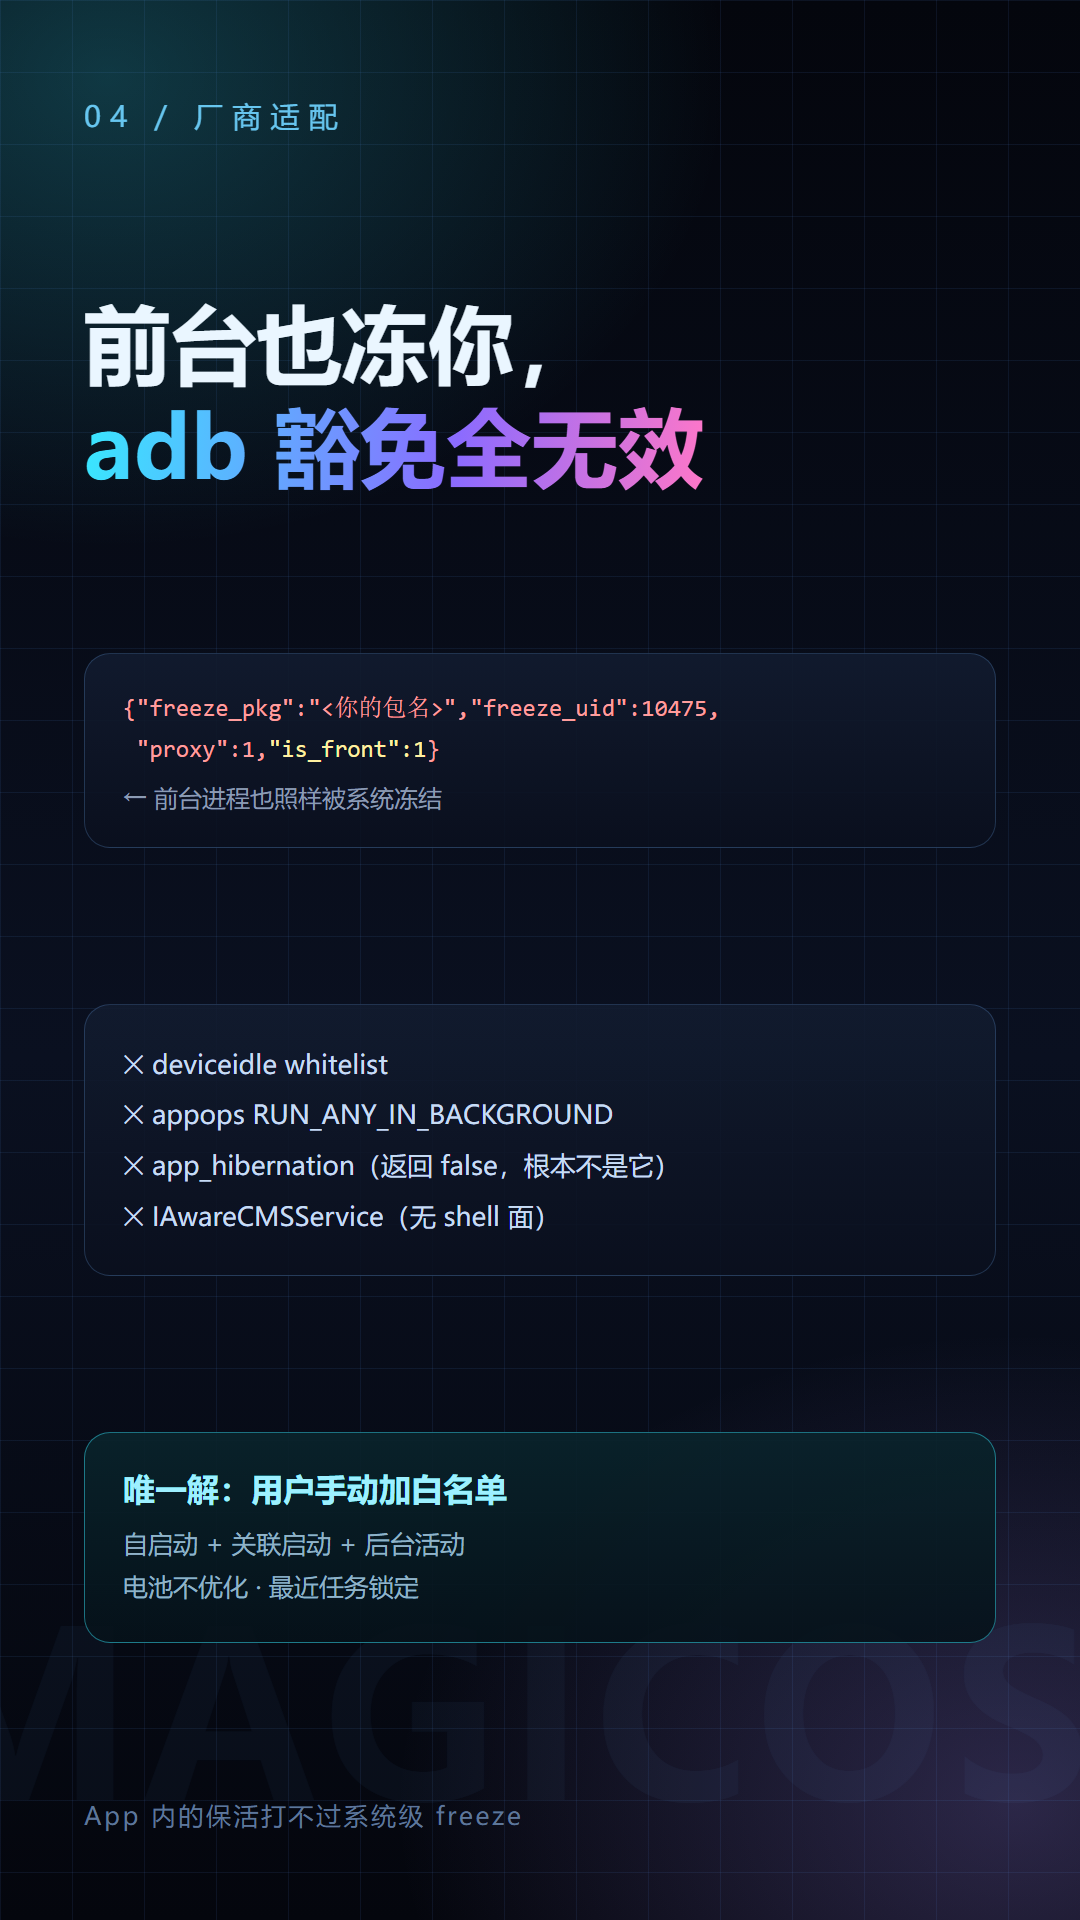 04 / 厂商适配
前台也冻你，
adb 豁免全无效
{"freeze_pkg":"<你的包名>","freeze_uid":10475,
"proxy":1,"is_front":1}
← 前台进程也照样被系统冻结
× deviceidle whitelist
× appops RUN_ANY_IN_BACKGROUND
× app_hibernation（返回 false，根本不是它）
× IAwareCMSService（无 shell 面）
唯一解：用户手动加白名单
自启动 + 关联启动 + 后台活动
电池不优化 · 最近任务锁定
MAGICOS
App 内的保活打不过系统级 freeze